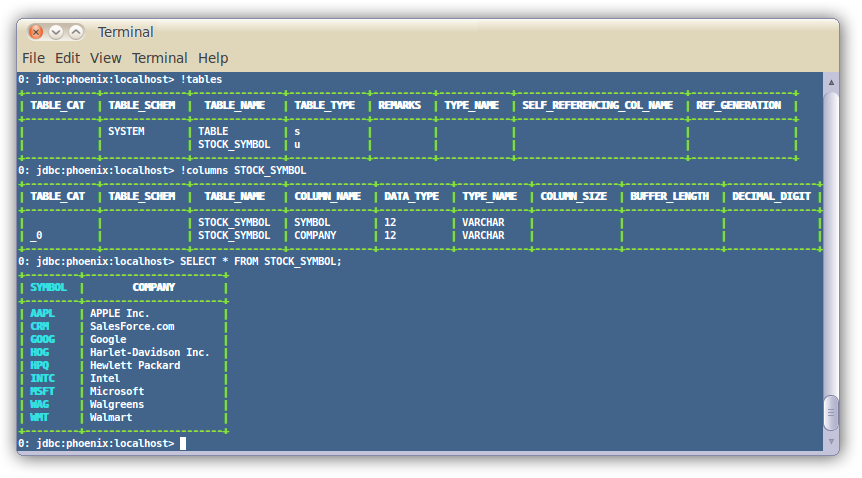 Terminal
File Edit View Terminal Help
0: jdbc:phoenix:localhost> !tables
| TABLE_CAT | TABLE_SCHEM | TABLE_NAME | TABLE_TYPE | REMARKS | TYPE_NAME | SELF_REFERENCING_COL_NAME | REF_GENERATION |
| | SYSTEM | TABLE | s | | | | |
| | | STOCK_SYMBOL | u | | | | |
0: jdbc:phoenix:localhost> !columns STOCK_SYMBOL
| TABLE_CAT | TABLE_SCHEM | TABLE_NAME | COLUMN_NAME | DATA_TYPE | TYPE_NAME | COLUMN_SIZE | BUFFER_LENGTH | DECIMAL_DIGIT |
| | | STOCK_SYMBOL | SYMBOL | 12 | VARCHAR | | | |
| _0 | | STOCK_SYMBOL | COMPANY | 12 | VARCHAR | | | |
0: jdbc:phoenix:localhost> SELECT * FROM STOCK_SYMBOL;
| SYMBOL | COMPANY |
| AAPL | APPLE Inc. |
| CRM | SalesForce.com |
| GOOG | Google |
| HOG | Harlet-Davidson Inc. |
| HPQ | Hewlett Packard |
| INTC | Intel |
| MSFT | Microsoft |
| WAG | Walgreens |
| WMT | Walmart |
0: jdbc:phoenix:localhost>